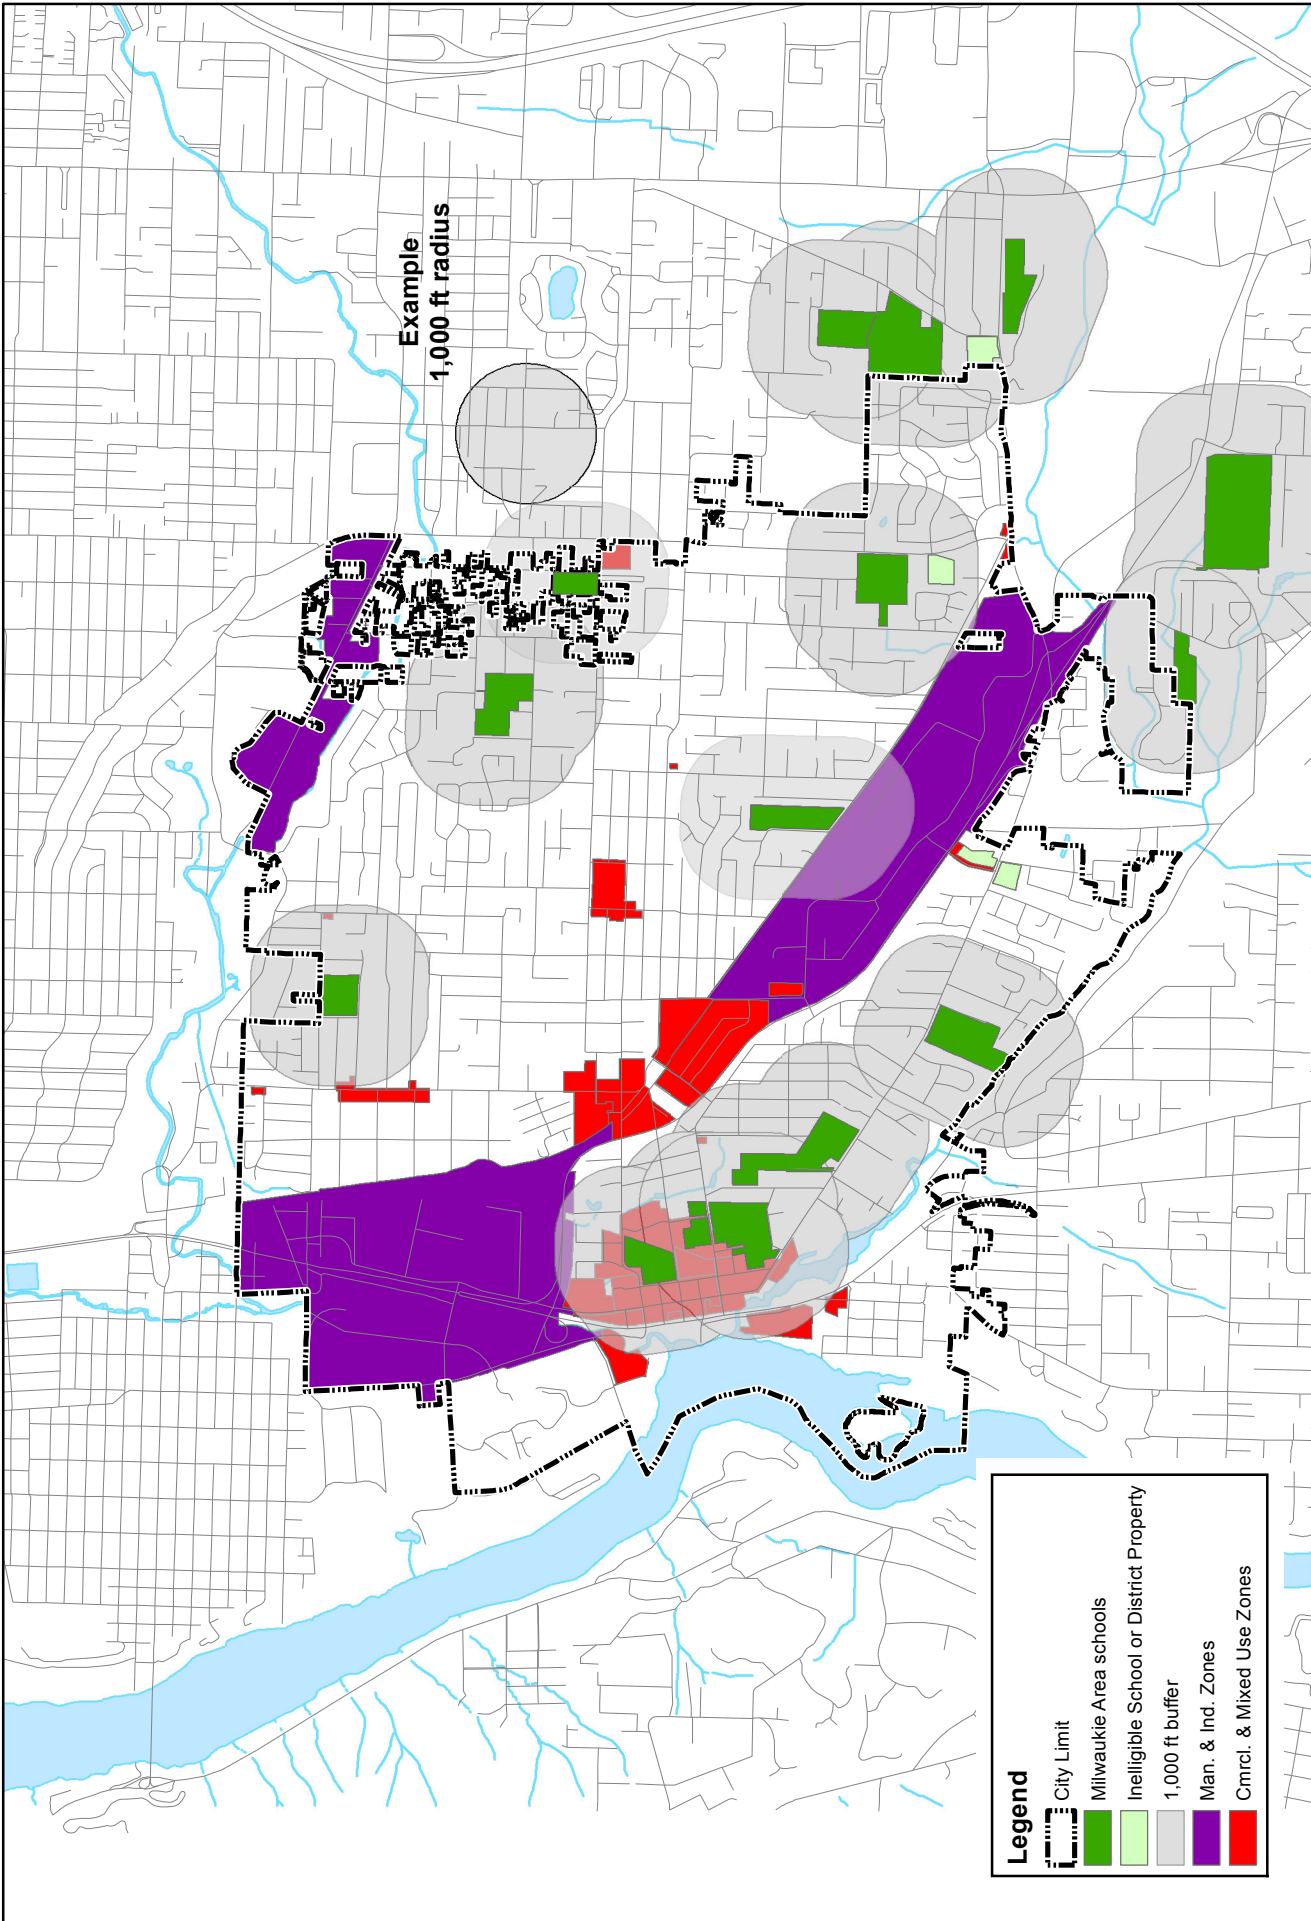 Example
1,000 ft radius
Legend
City Limit
Milwaukie Area schools
Inelligible School or District Property
1,000 ft buffer
Man. & Ind. Zones
Cmrcl. & Mixed Use Zones